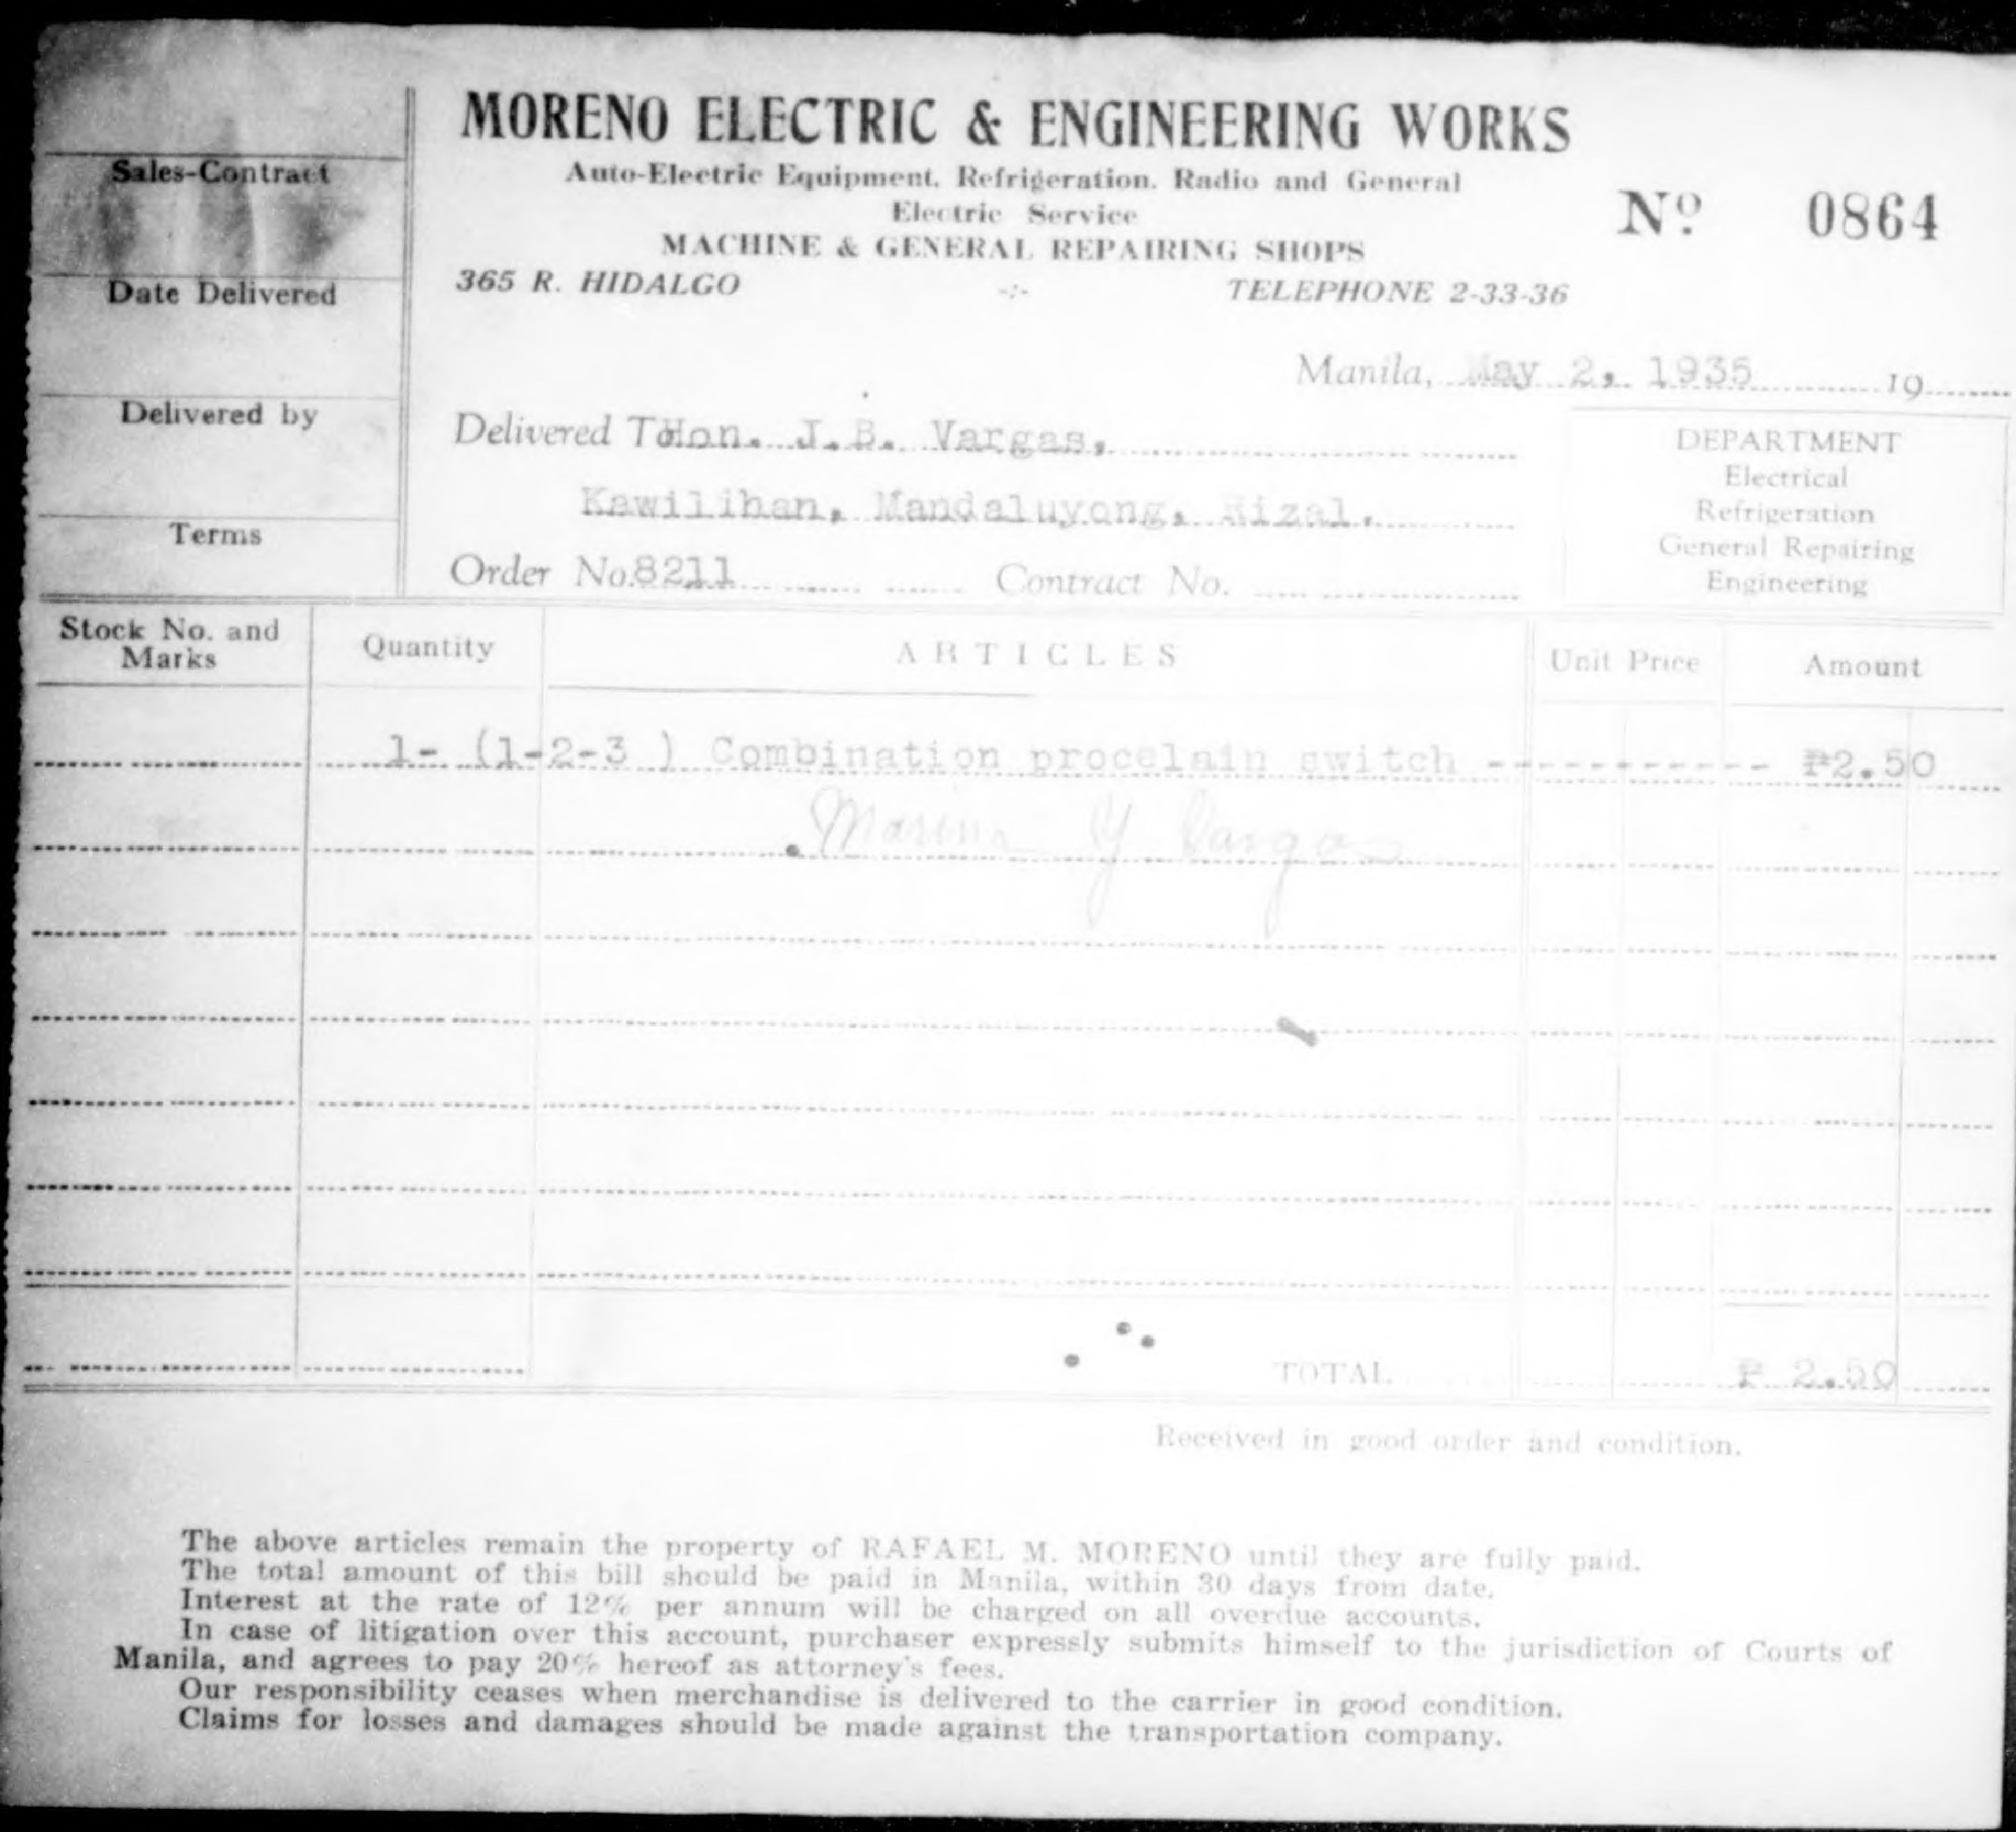 MORENO ELECTRIC & ENGINEERING WORKS
Auto-Electric Equipment, Refrigeration, Radio and General
Electric Service
MACHINE & GENERAL REPAIRING SHOPS
365 R. HIDALGO -:- TELEPHONE 2-33-36
Nº 0864
Sales-Contract
Date Delivered
Delivered by
Terms
Manila, May 2, 1935 19
Delivered To Hon. J.B. Vargas,
Kawilihan, Mandaluyong, Rizal.
Order No. 8211 Contract No.
DEPARTMENT
Electrical
Refrigeration
General Repairing
Engineering
Stock No. and Marks Quantity ARTICLES Unit Price Amount
1- (1-2-3 ) Combination procelain switch ----------- ₱2.50
Marina Y Vargas
TOTAL ₱ 2.50
Received in good order and condition.
The above articles remain the property of RAFAEL M. MORENO until they are fully paid.
The total amount of this bill should be paid in Manila, within 30 days from date.
Interest at the rate of 12% per annum will be charged on all overdue accounts.
In case of litigation over this account, purchaser expressly submits himself to the jurisdiction of Courts of
Manila, and agrees to pay 20% hereof as attorney's fees.
Our responsibility ceases when merchandise is delivered to the carrier in good condition.
Claims for losses and damages should be made against the transportation company.